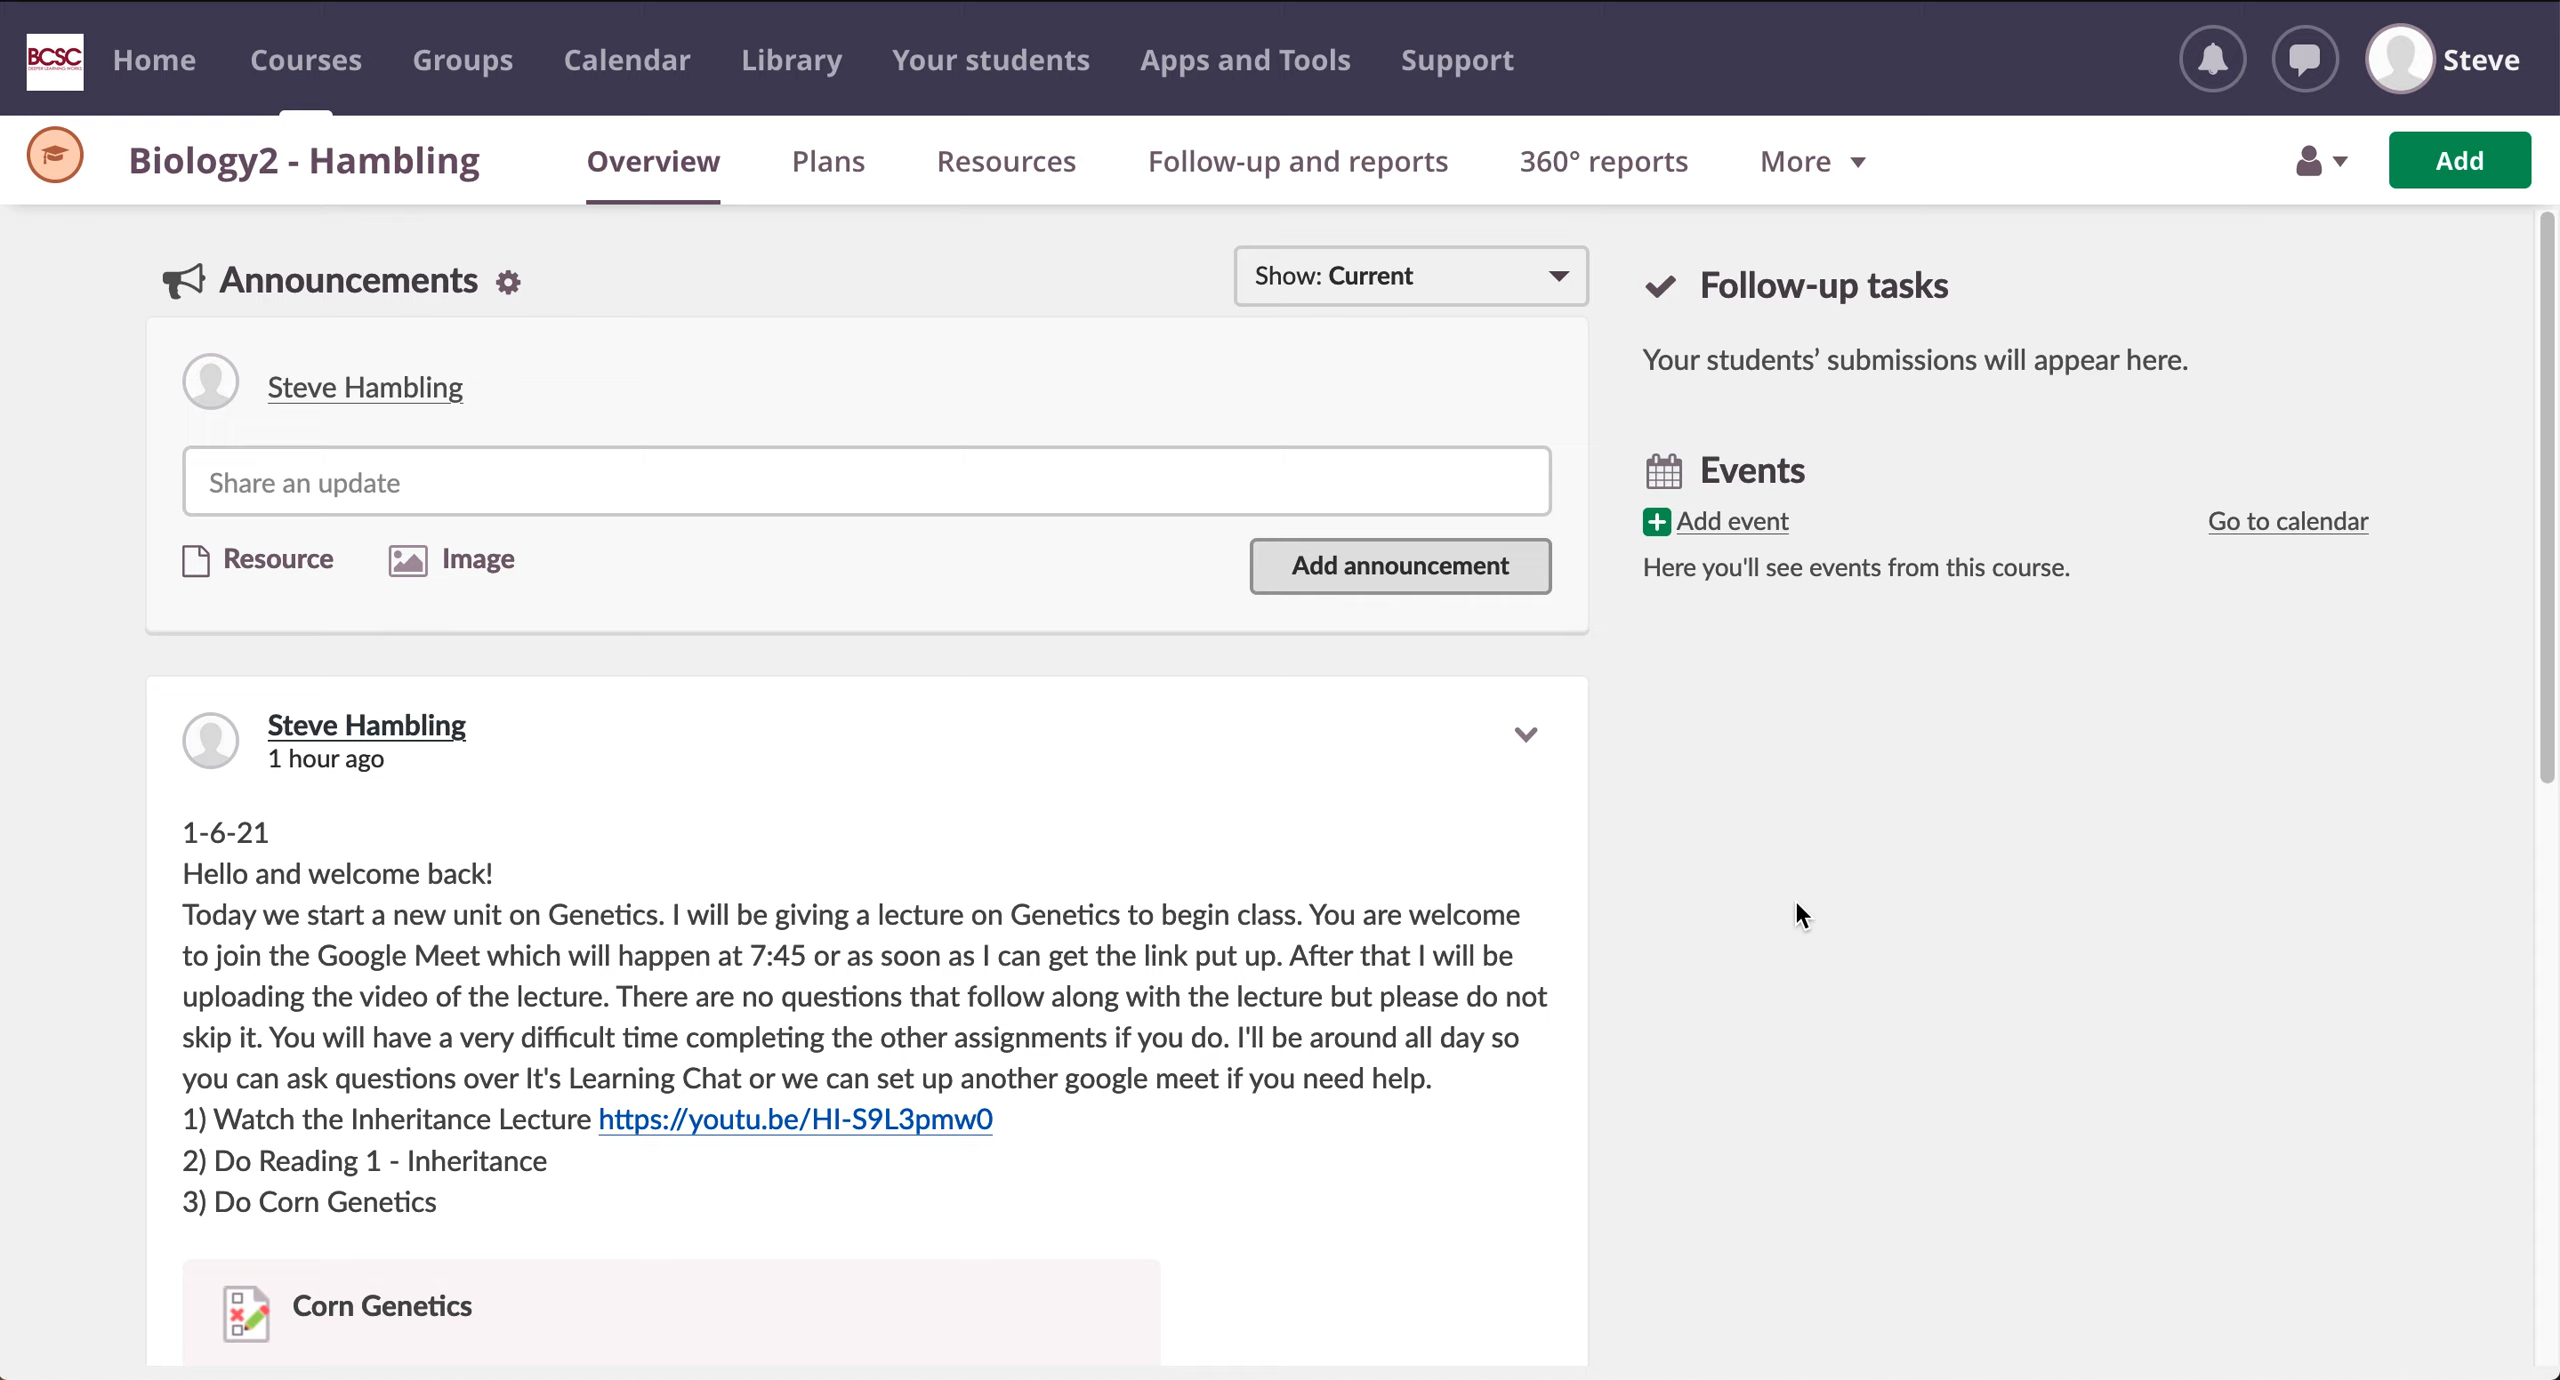 BCSC
Home Courses Groups Calendar Library Your students Apps and Tools Support Steve
Biology2 - Hambling Overview Plans Resources Follow-up and reports 360° reports More Add
Announcements
Show: Current
Steve Hambling
Share an update
Resource Image Add announcement
Steve Hambling
1 hour ago
1-6-21
Hello and welcome back!
Today we start a new unit on Genetics. I will be giving a lecture on Genetics to begin class. You are welcome
to join the Google Meet which will happen at 7:45 or as soon as I can get the link put up. After that I will be
uploading the video of the lecture. There are no questions that follow along with the lecture but please do not
skip it. You will have a very difficult time completing the other assignments if you do. I'll be around all day so
you can ask questions over It's Learning Chat or we can set up another google meet if you need help.
1) Watch the Inheritance Lecture https://youtu.be/HI-S9L3pmw0
2) Do Reading 1 - Inheritance
3) Do Corn Genetics
Corn Genetics
Follow-up tasks
Your students’ submissions will appear here.
Events
Add event Go to calendar
Here you'll see events from this course.